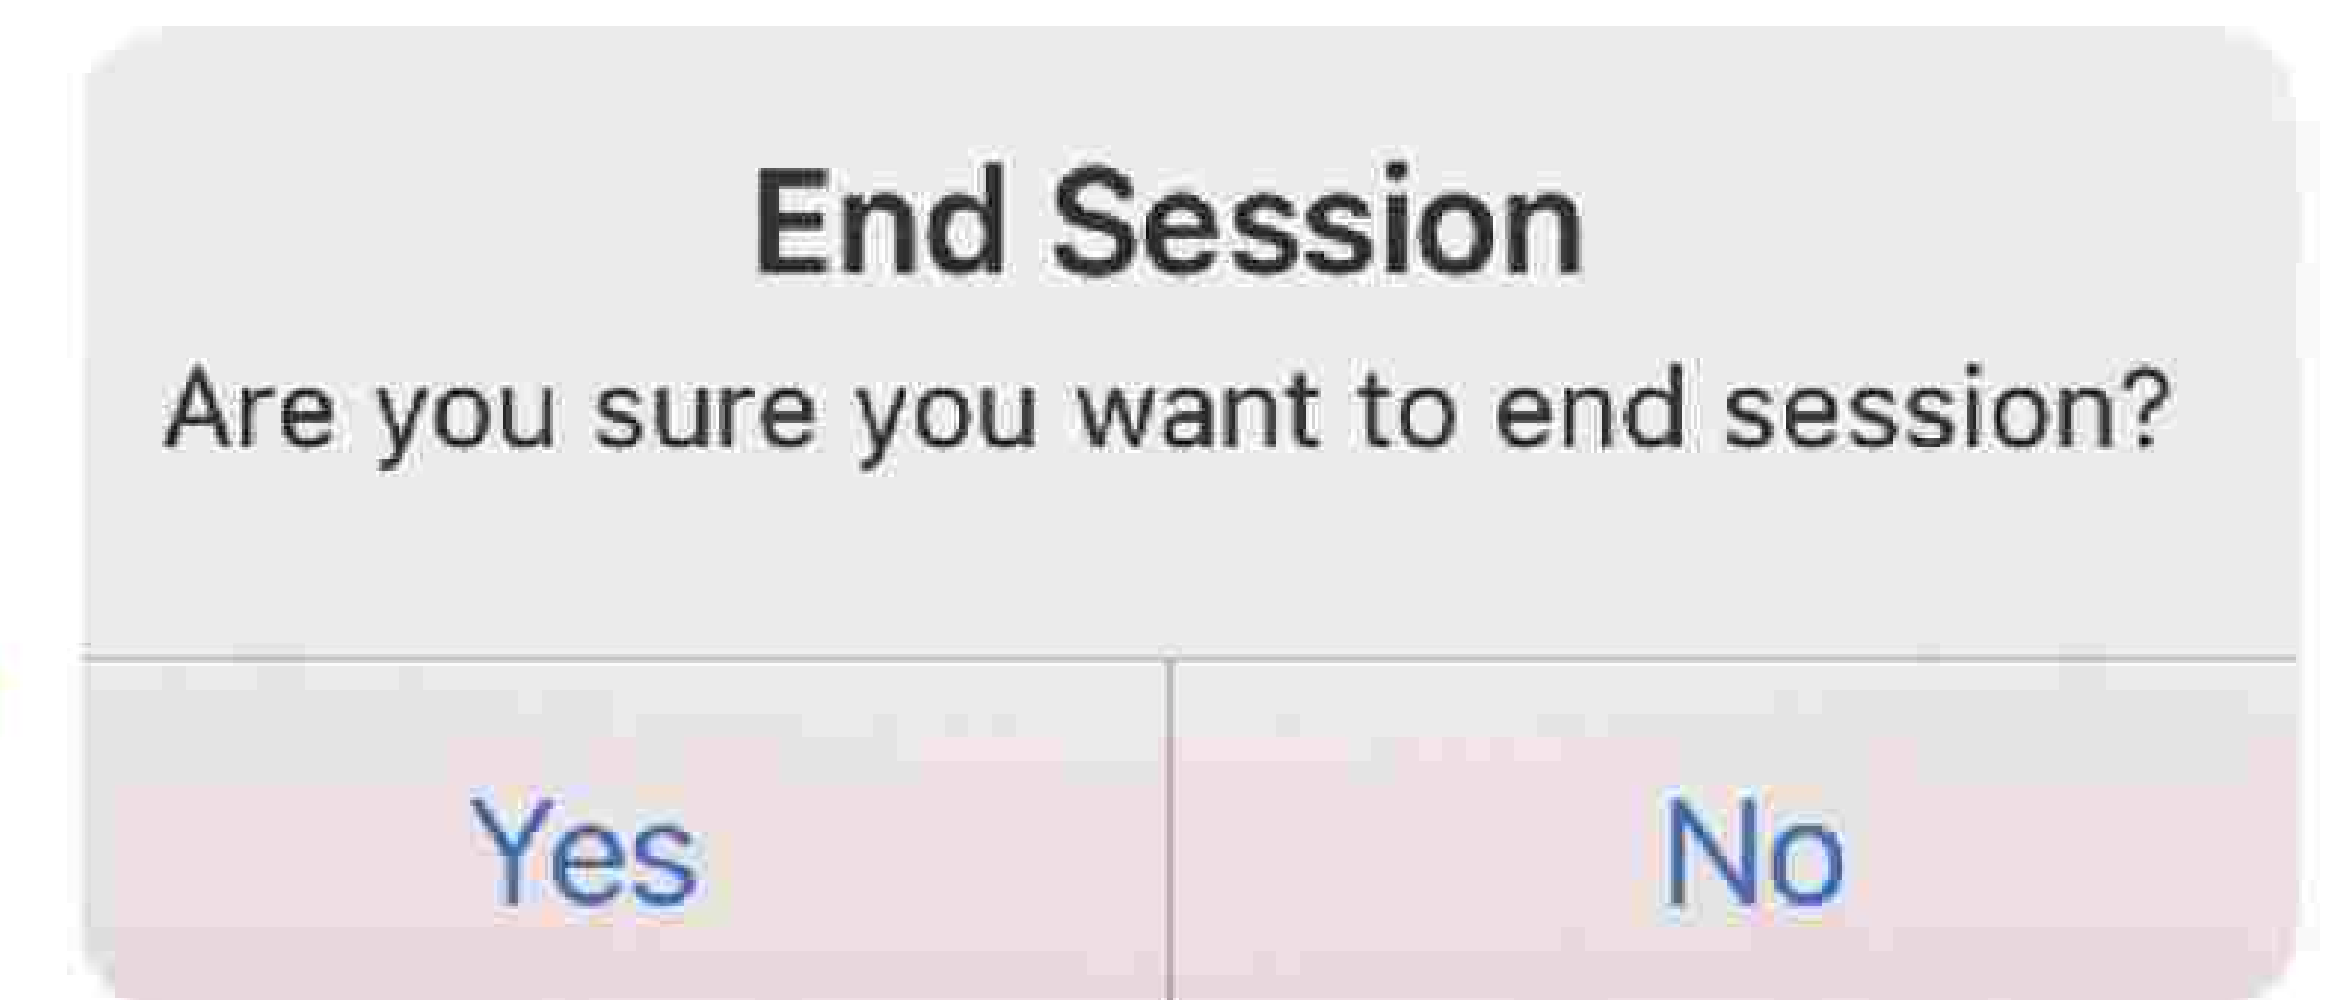 End Session
Are you sure you want to end session?
Yes
No